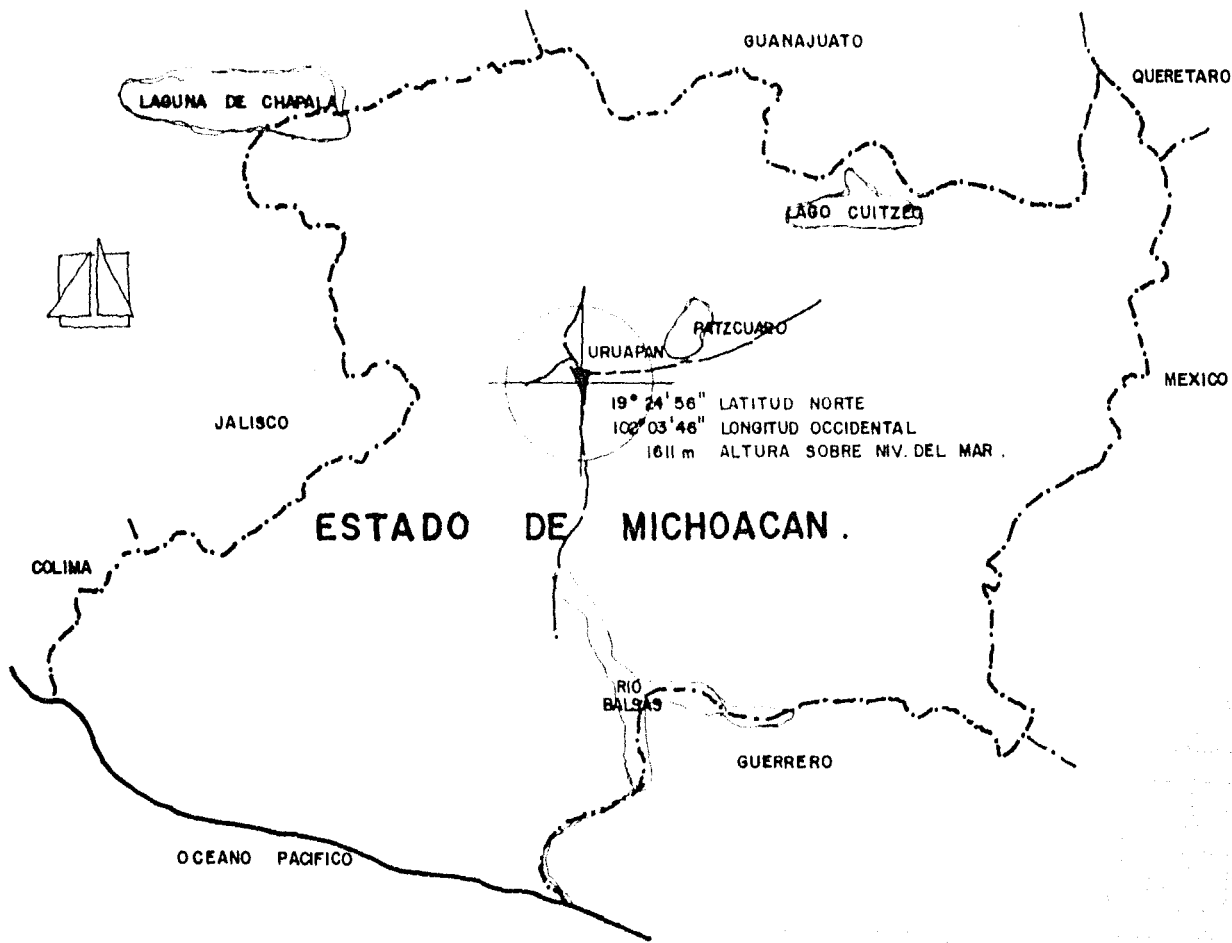 GUANAJUATO
QUERETARO
LAGUNA DE CHAPALA
LAGO CUITZEO
PATZCUARO
URUAPAN
MEXICO
19° 24' 56" LATITUD NORTE
102° 03' 46" LONGITUD OCCIDENTAL
1611 m ALTURA SOBRE NIV. DEL MAR.
JALISCO
ESTADO DE MICHOACAN.
COLIMA
RIO
BALSAS
GUERRERO
OCEANO PACIFICO